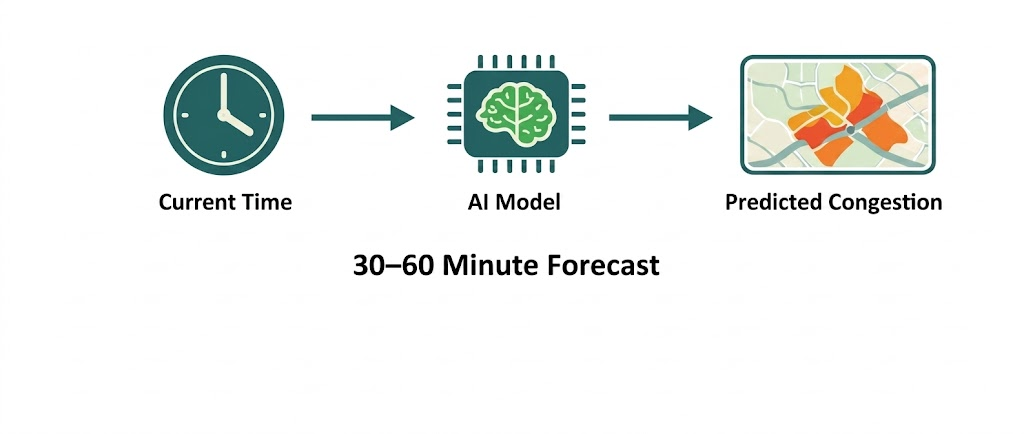 Current Time
AI Model
Predicted Congestion
30–60 Minute Forecast